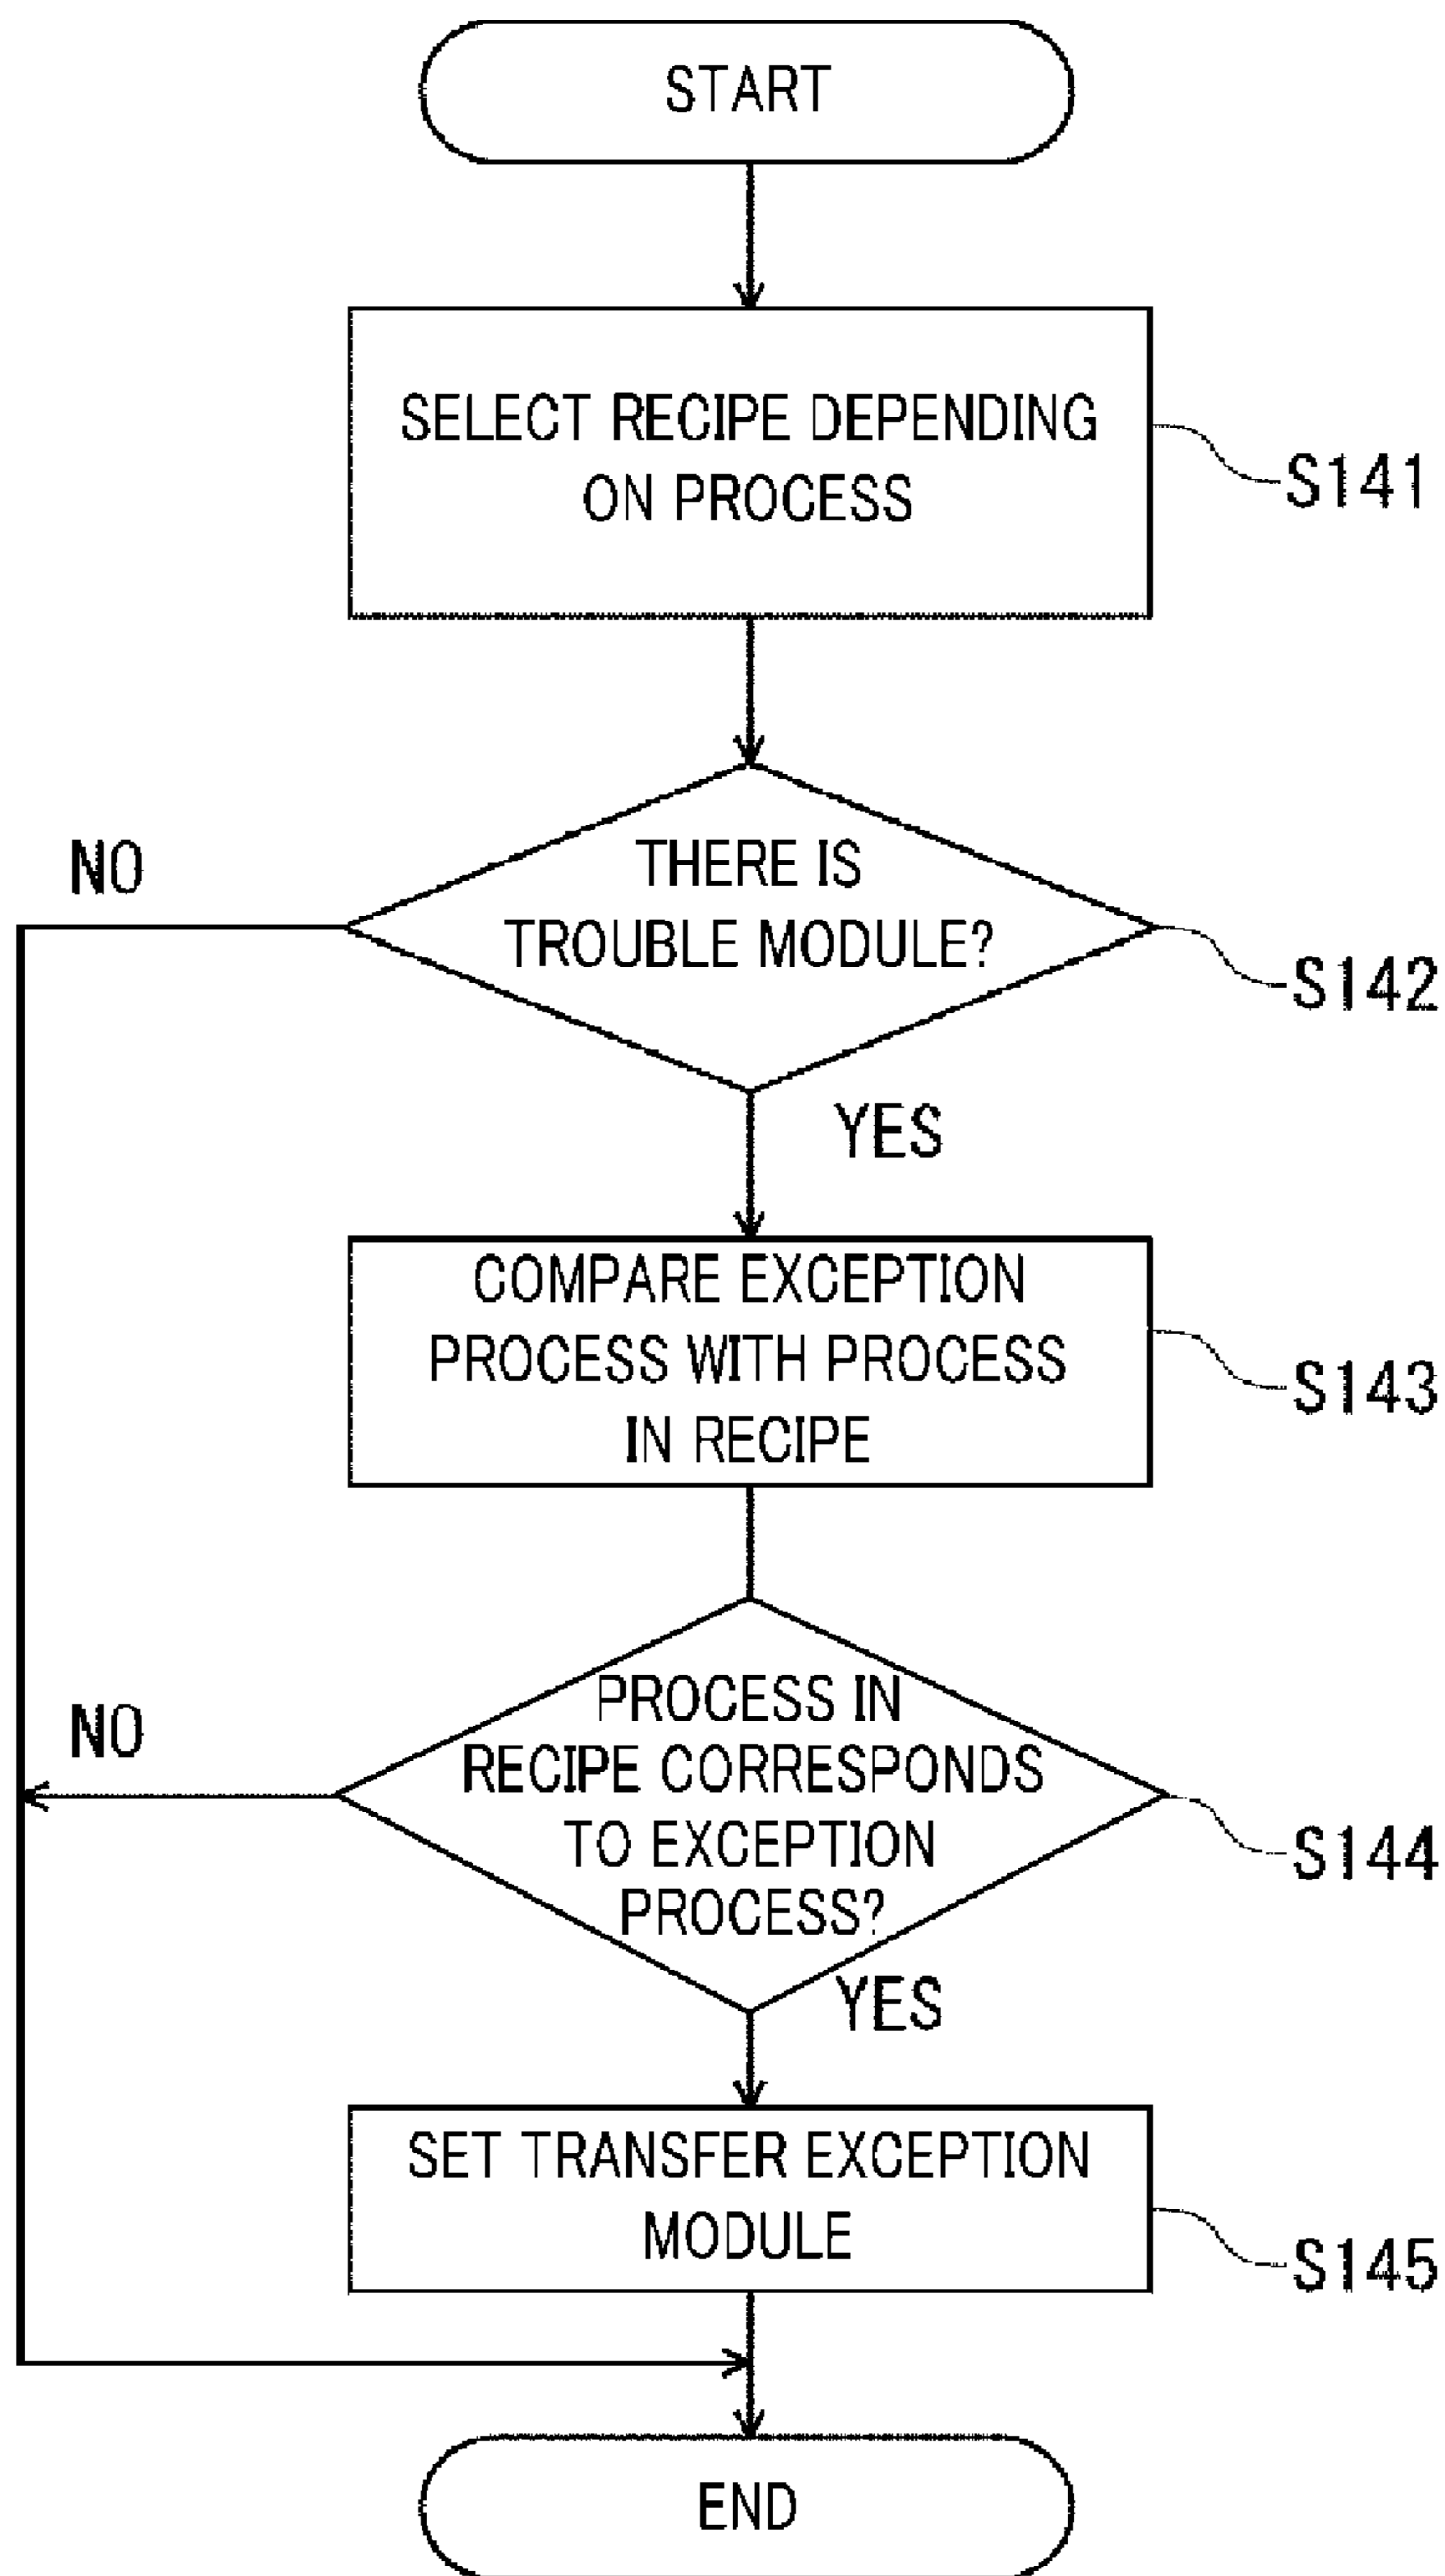 START
SELECT RECIPE DEPENDING
ON PROCESS
S141
THERE IS
TROUBLE MODULE?
NO
S142
YES
COMPARE EXCEPTION
PROCESS WITH PROCESS
IN RECIPE
S143
PROCESS IN
RECIPE CORRESPONDS
TO EXCEPTION
PROCESS?
NO
S144
YES
SET TRANSFER EXCEPTION
MODULE
S145
END